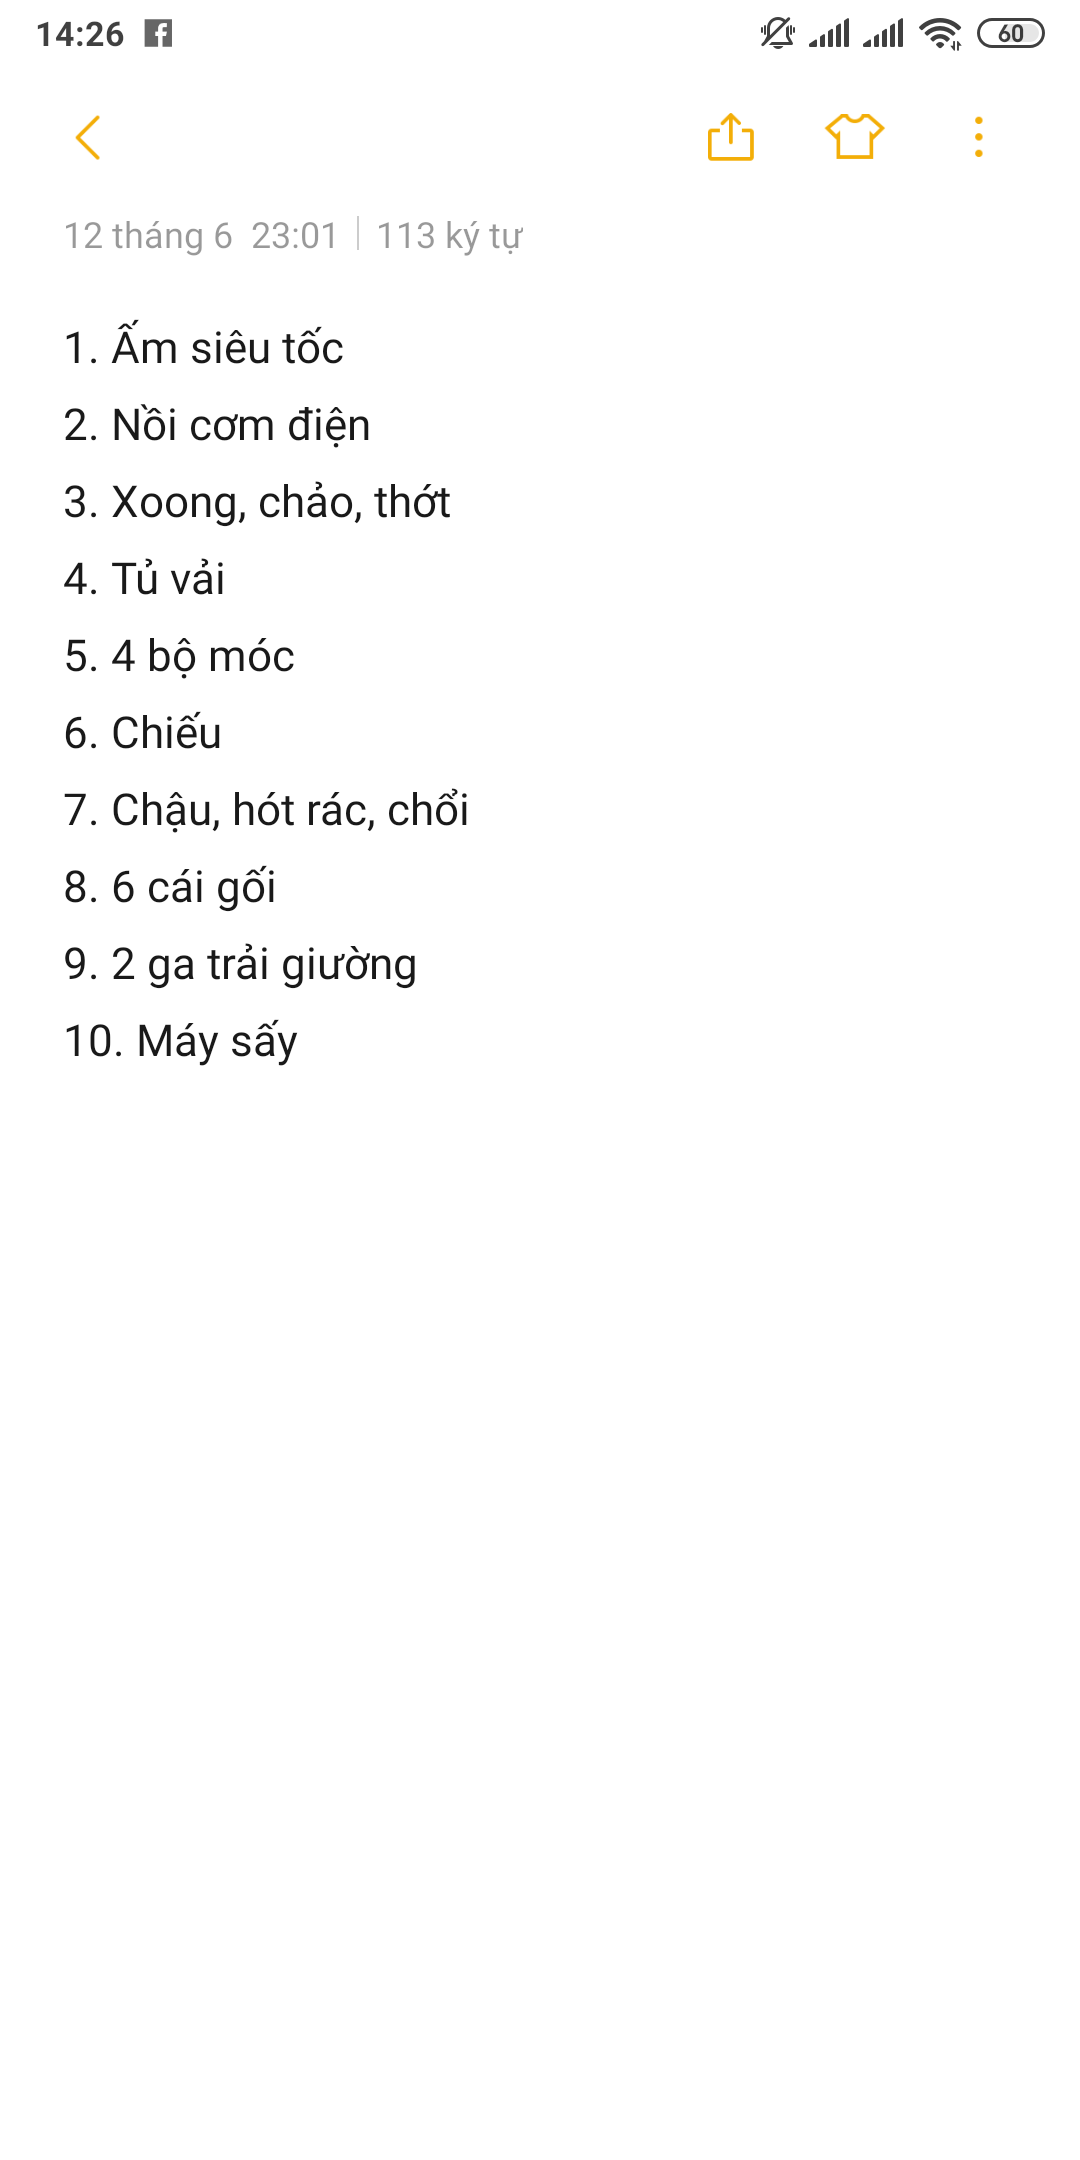 14:26
60
12 tháng 6 23:01 | 113 ký tự
1. Ấm siêu tốc
2. Nồi cơm điện
3. Xoong, chảo, thớt
4. Tủ vải
5. 4 bộ móc
6. Chiếu
7. Chậu, hót rác, chổi
8. 6 cái gối
9. 2 ga trải giường
10. Máy sấy